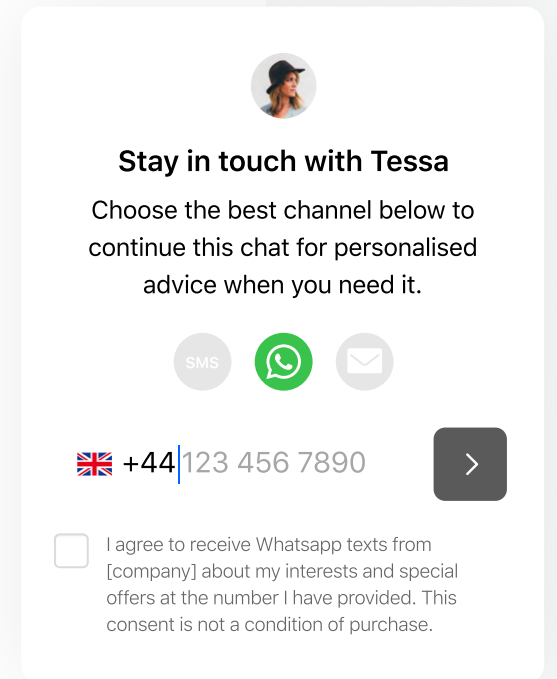 Stay in touch with Tessa
Choose the best channel below to
continue this chat for personalised
advice when you need it.
SMS
+44 123 456 7890
I agree to receive Whatsapp texts from
[company] about my interests and special
offers at the number I have provided. This
consent is not a condition of purchase.